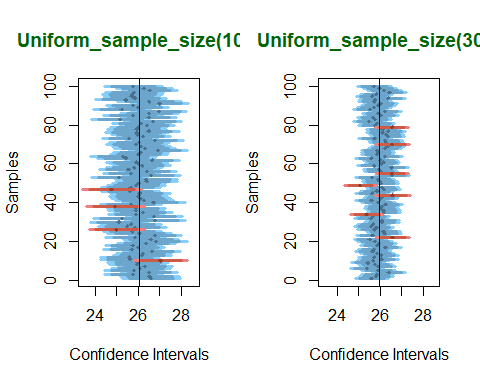 Uniform_sample_size(10
Samples
0 20 40 60 80 100
24 26 28
Confidence Intervals
Uniform_sample_size(30
Samples
0 20 40 60 80 100
24 26 28
Confidence Intervals